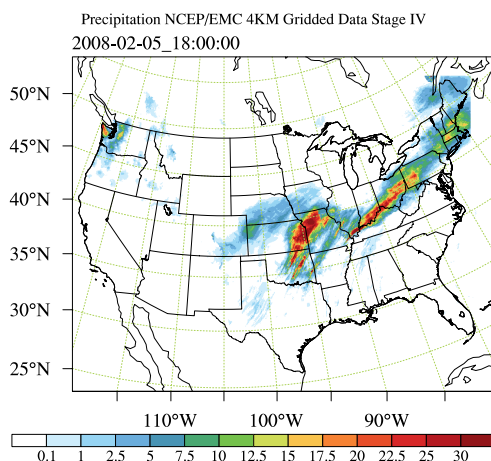 Precipitation NCEP/EMC 4KM Gridded Data Stage IV
2008-02-05_18:00:00
50°N
45°N
40°N
35°N
30°N
25°N
110°W 100°W 90°W
0.1 1 2.5 5 7.5 10 12.5 15 17.5 20 22.5 25 30